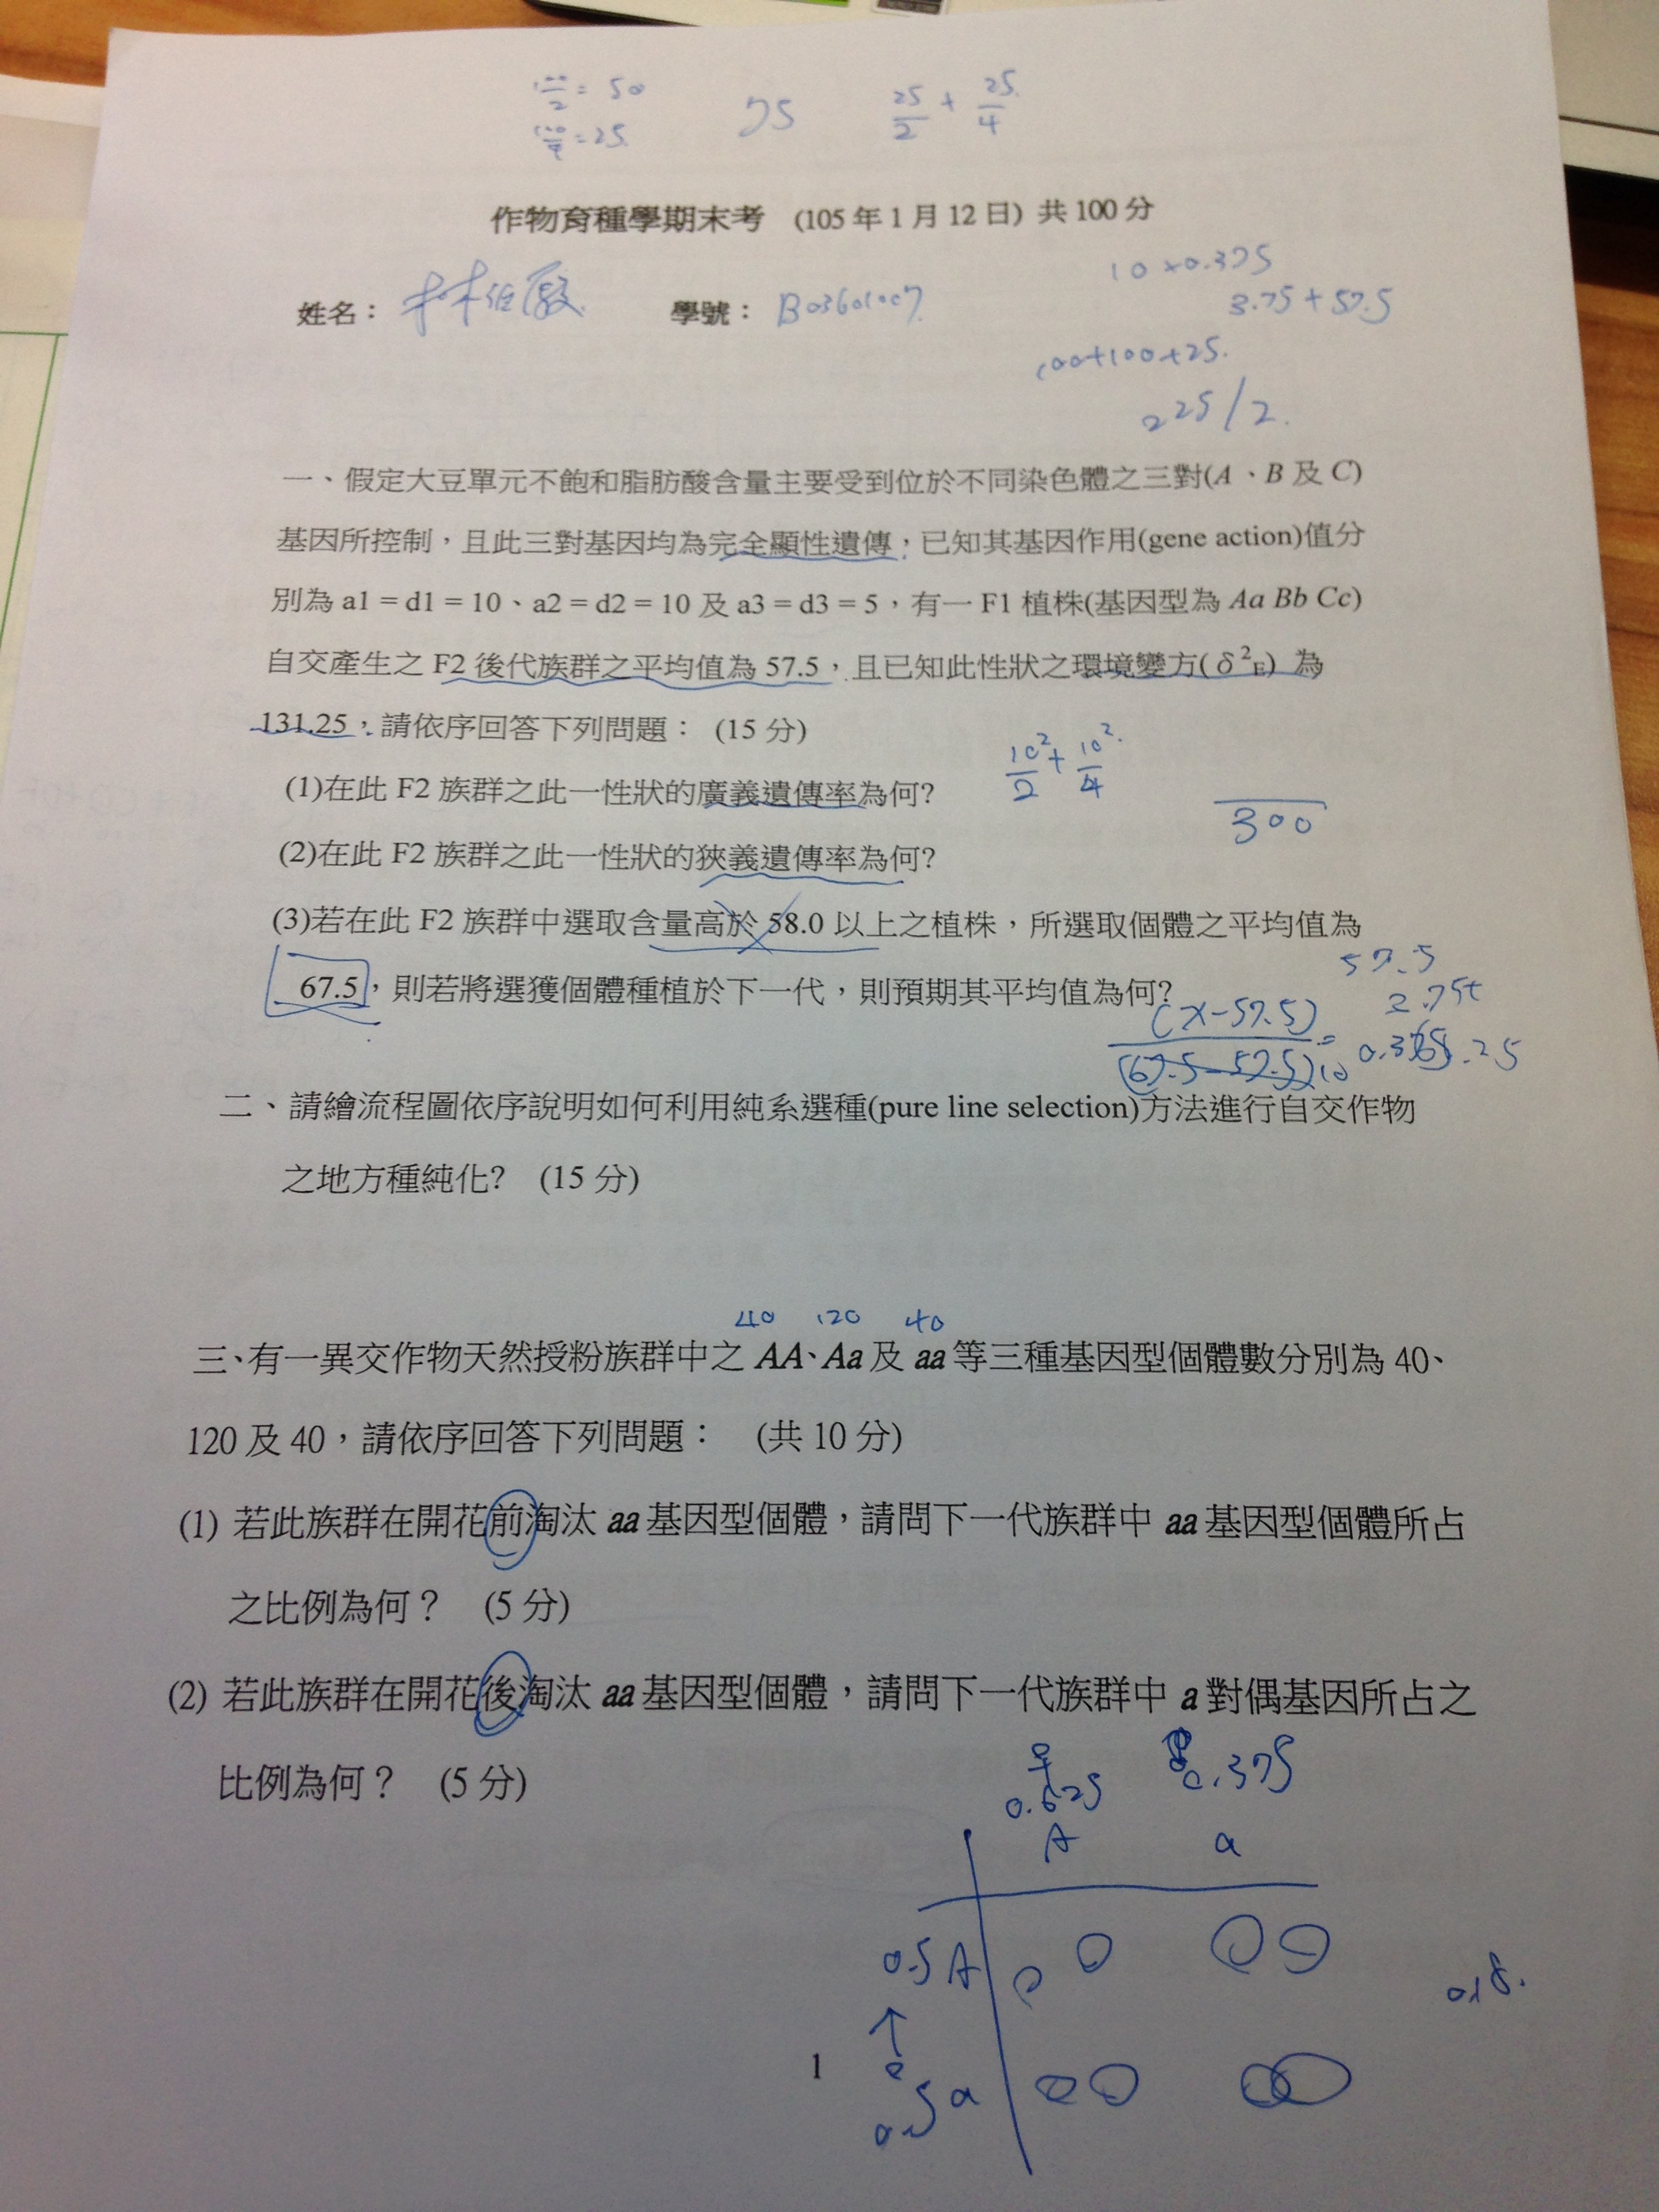 100/2 = 50
100/4 = 25
75
25/2 + 25/4
作物育種學期末考 (105 年 1 月 12 日) 共 100 分
10 x 0.375
3.75 + 57.5
姓名： 林
學號： B03601007
100+100+25.
225/2.
一、假定大豆單元不飽和脂肪酸含量主要受到位於不同染色體之三對(A、B 及 C)
基因所控制，且此三對基因均為完全顯性遺傳，已知其基因作用(gene action)值分
別為 a1 = d1 = 10、a2 = d2 = 10 及 a3 = d3 = 5，有一 F1 植株(基因型為 Aa Bb Cc)
自交產生之 F2 後代族群之平均值為 57.5，且已知此性狀之環境變方(δ²E) 為
131.25，請依序回答下列問題： (15 分)
10²/2 + 10²/4
(1)在此 F2 族群之此一性狀的廣義遺傳率為何?
300
(2)在此 F2 族群之此一性狀的狹義遺傳率為何?
(3)若在此 F2 族群中選取含量高於 58.0 以上之植株，所選取個體之平均值為
67.5，則若將選獲個體種植於下一代，則預期其平均值為何?
57.5
(x-57.5)
(67.5-57.5) 10
=
二、請繪流程圖依序說明如何利用純系選種(pure line selection)方法進行自交作物
之地方種純化? (15 分)
40 120 40
三、有一異交作物天然授粉族群中之 AA、Aa 及 aa 等三種基因型個體數分別為 40、
120 及 40，請依序回答下列問題： (共 10 分)
(1) 若此族群在開花前淘汰 aa 基因型個體，請問下一代族群中 aa 基因型個體所占
之比例為何？ (5 分)
(2) 若此族群在開花後淘汰 aa 基因型個體，請問下一代族群中 a 對偶基因所占之
比例為何？ (5 分)
♀
0.625 0.375
A a
0.5 A
0.5 a
0.18.
1